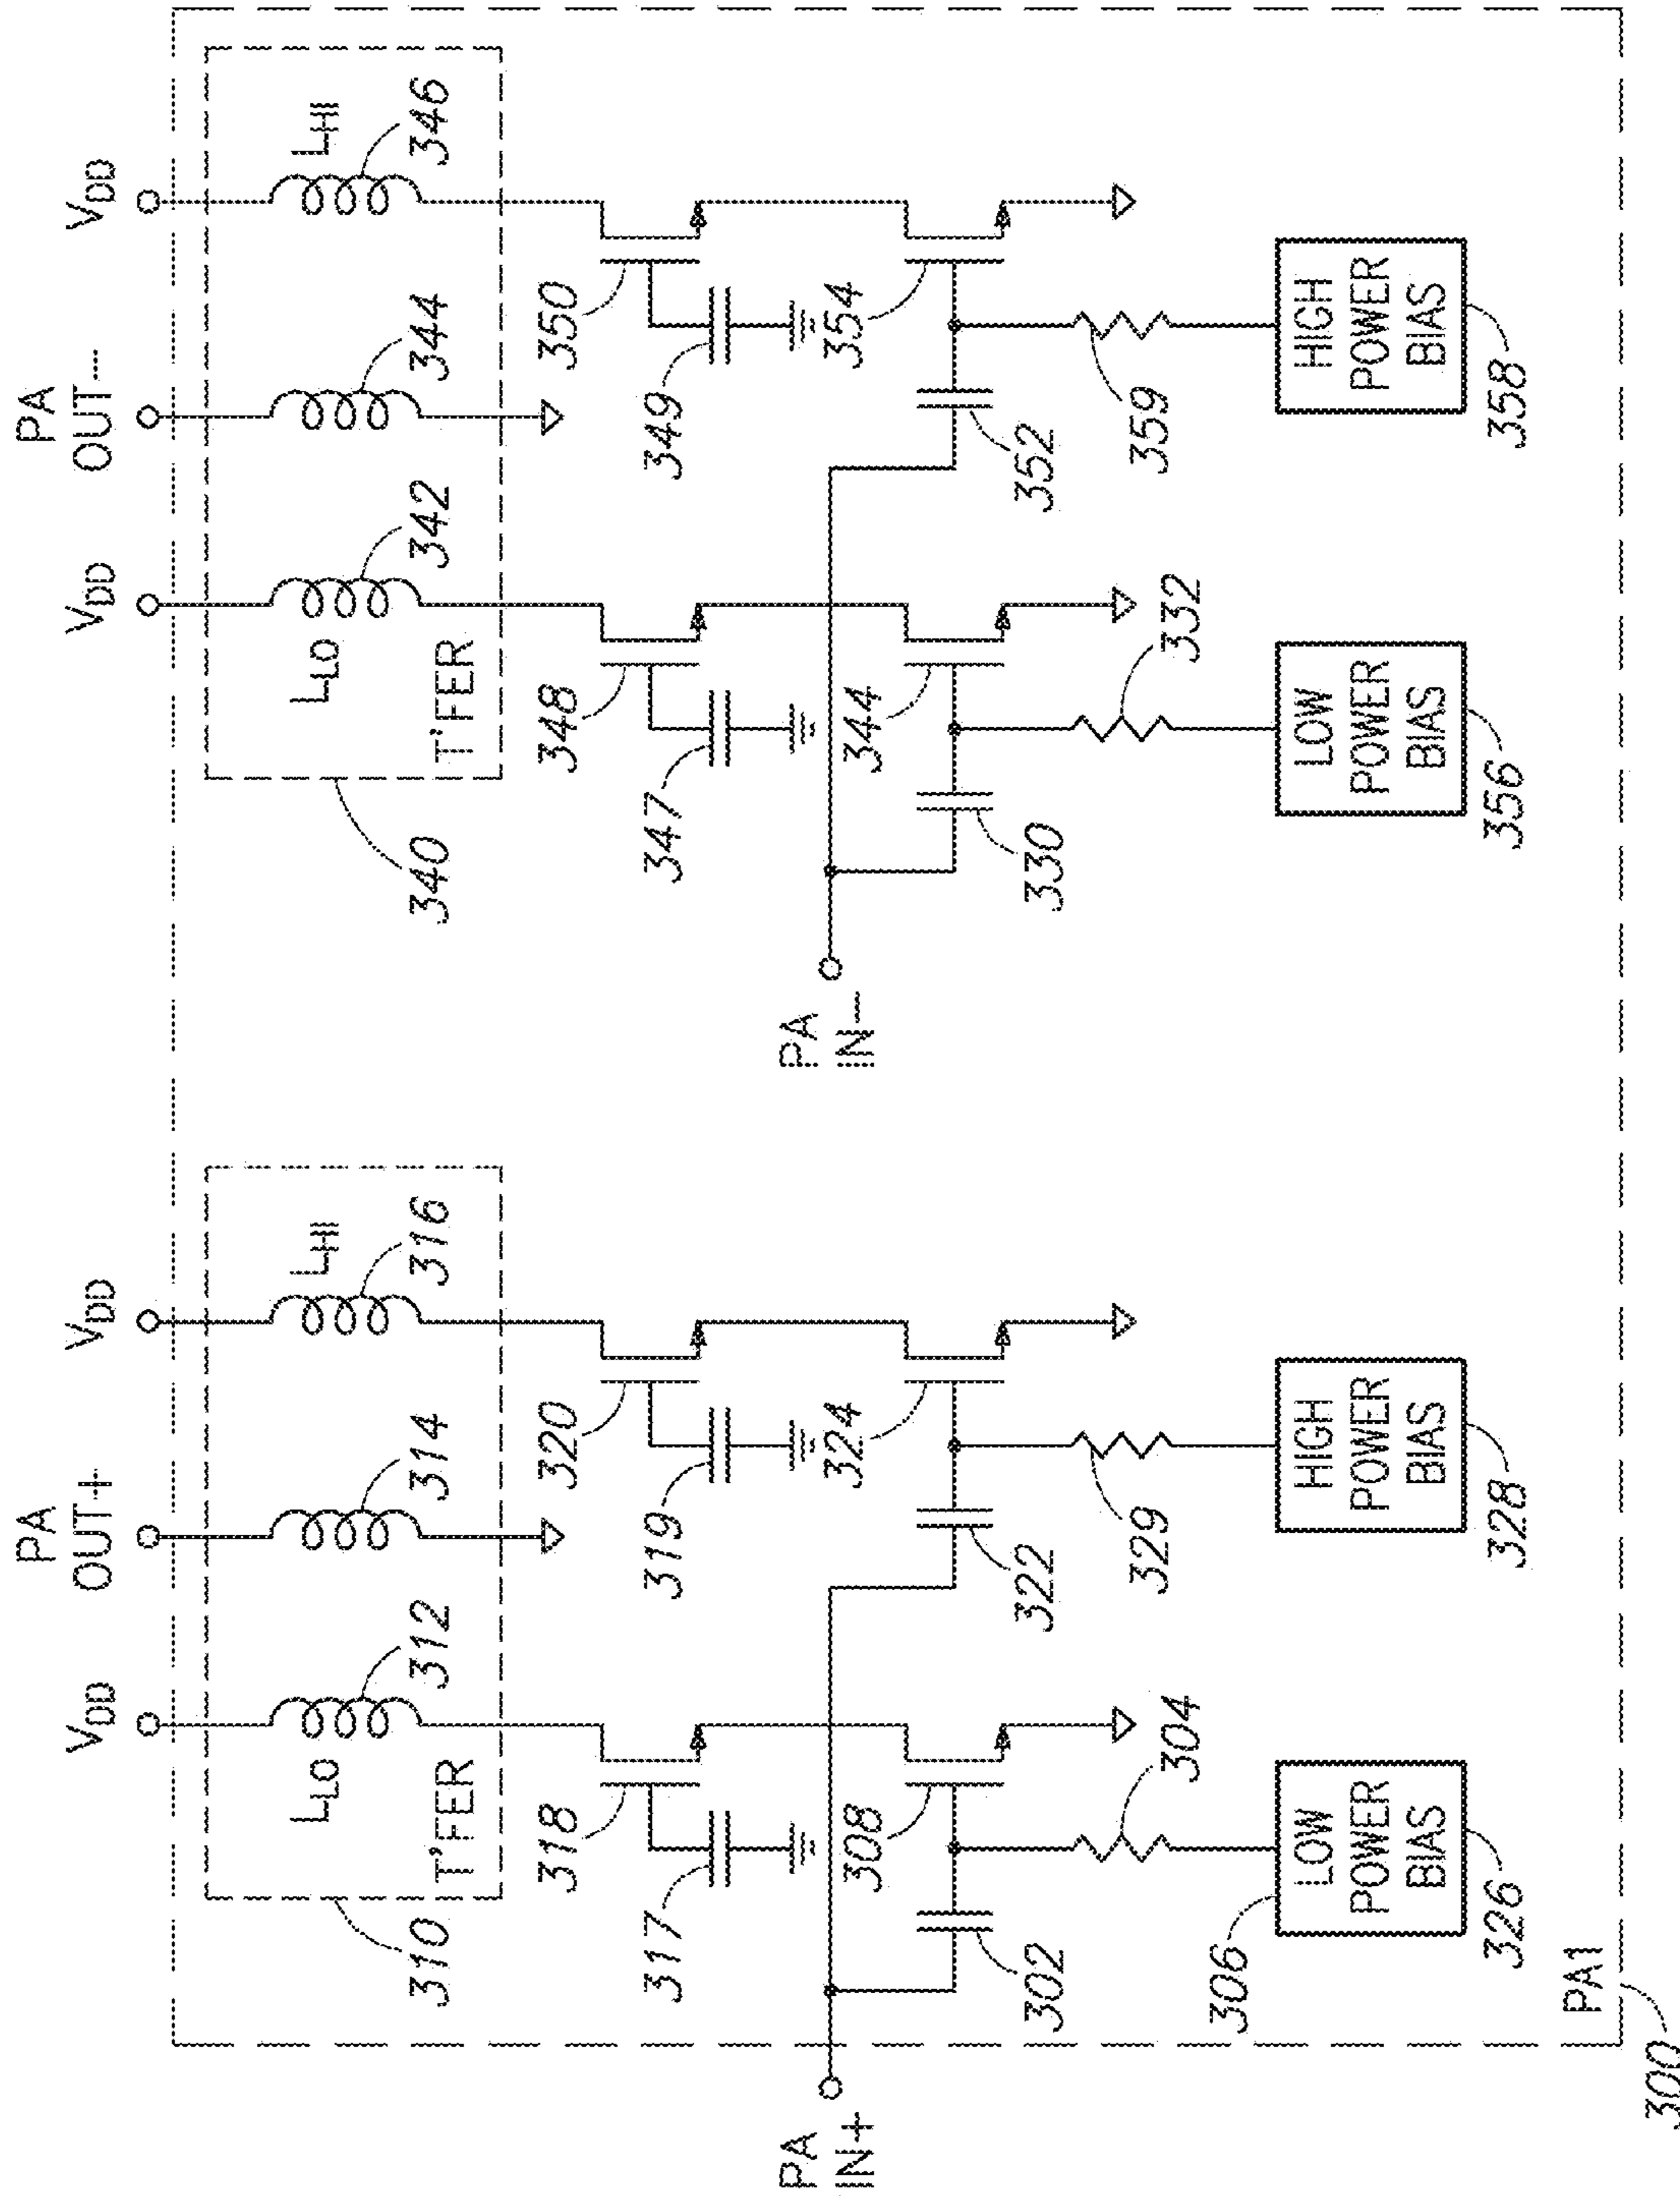 PA
OUT+
PA
OUT–
VDD
VDD
VDD
VDD
LLO
312
314
LHI
316
T'FER
310
LLO
342
344
LHI
346
T'FER
340
318
320
348
350
317
319
347
349
PA
IN+
PA
IN–
308
324
344
354
302
322
330
352
304
329
332
359
306
LOW
POWER
BIAS
326
HIGH
POWER
BIAS
328
LOW
POWER
BIAS
356
HIGH
POWER
BIAS
358
PA1
300